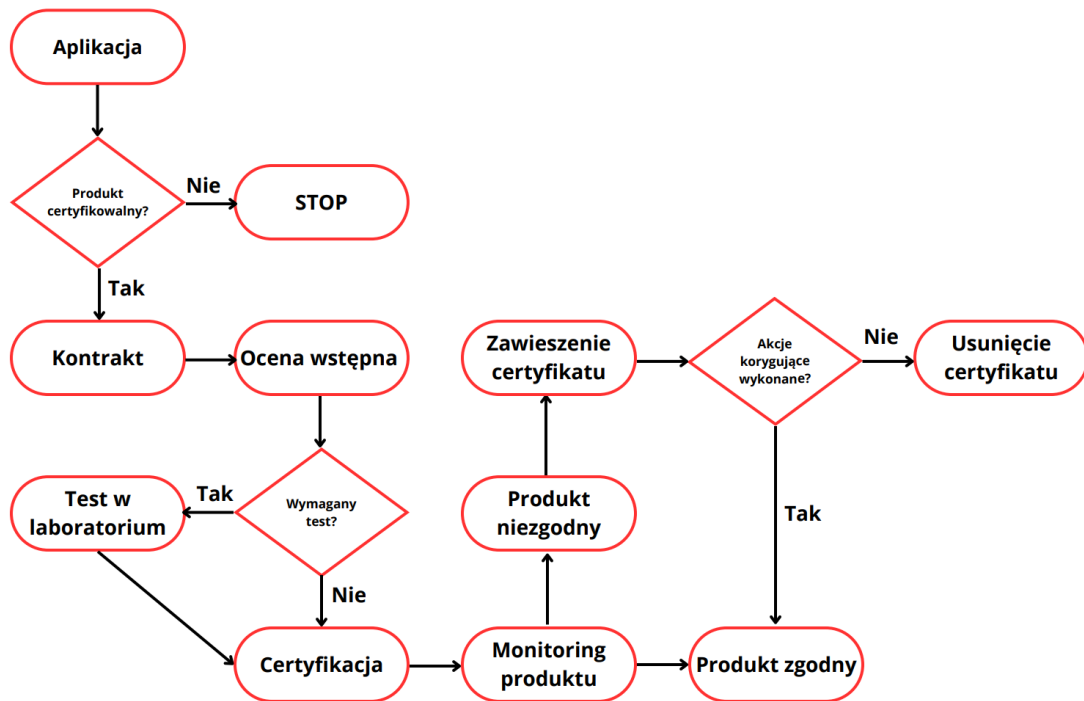 Aplikacja
Produkt
certyfikowalny?
Nie
STOP
Tak
Kontrakt
Ocena wstępna
Zawieszenie
certyfikatu
Akcje
korygujące
wykonane?
Nie
Usunięcie
certyfikatu
Test w
laboratorium
Tak
Wymagany
test?
Produkt
niezgodny
Tak
Nie
Certyfikacja
Monitoring
produktu
Produkt zgodny